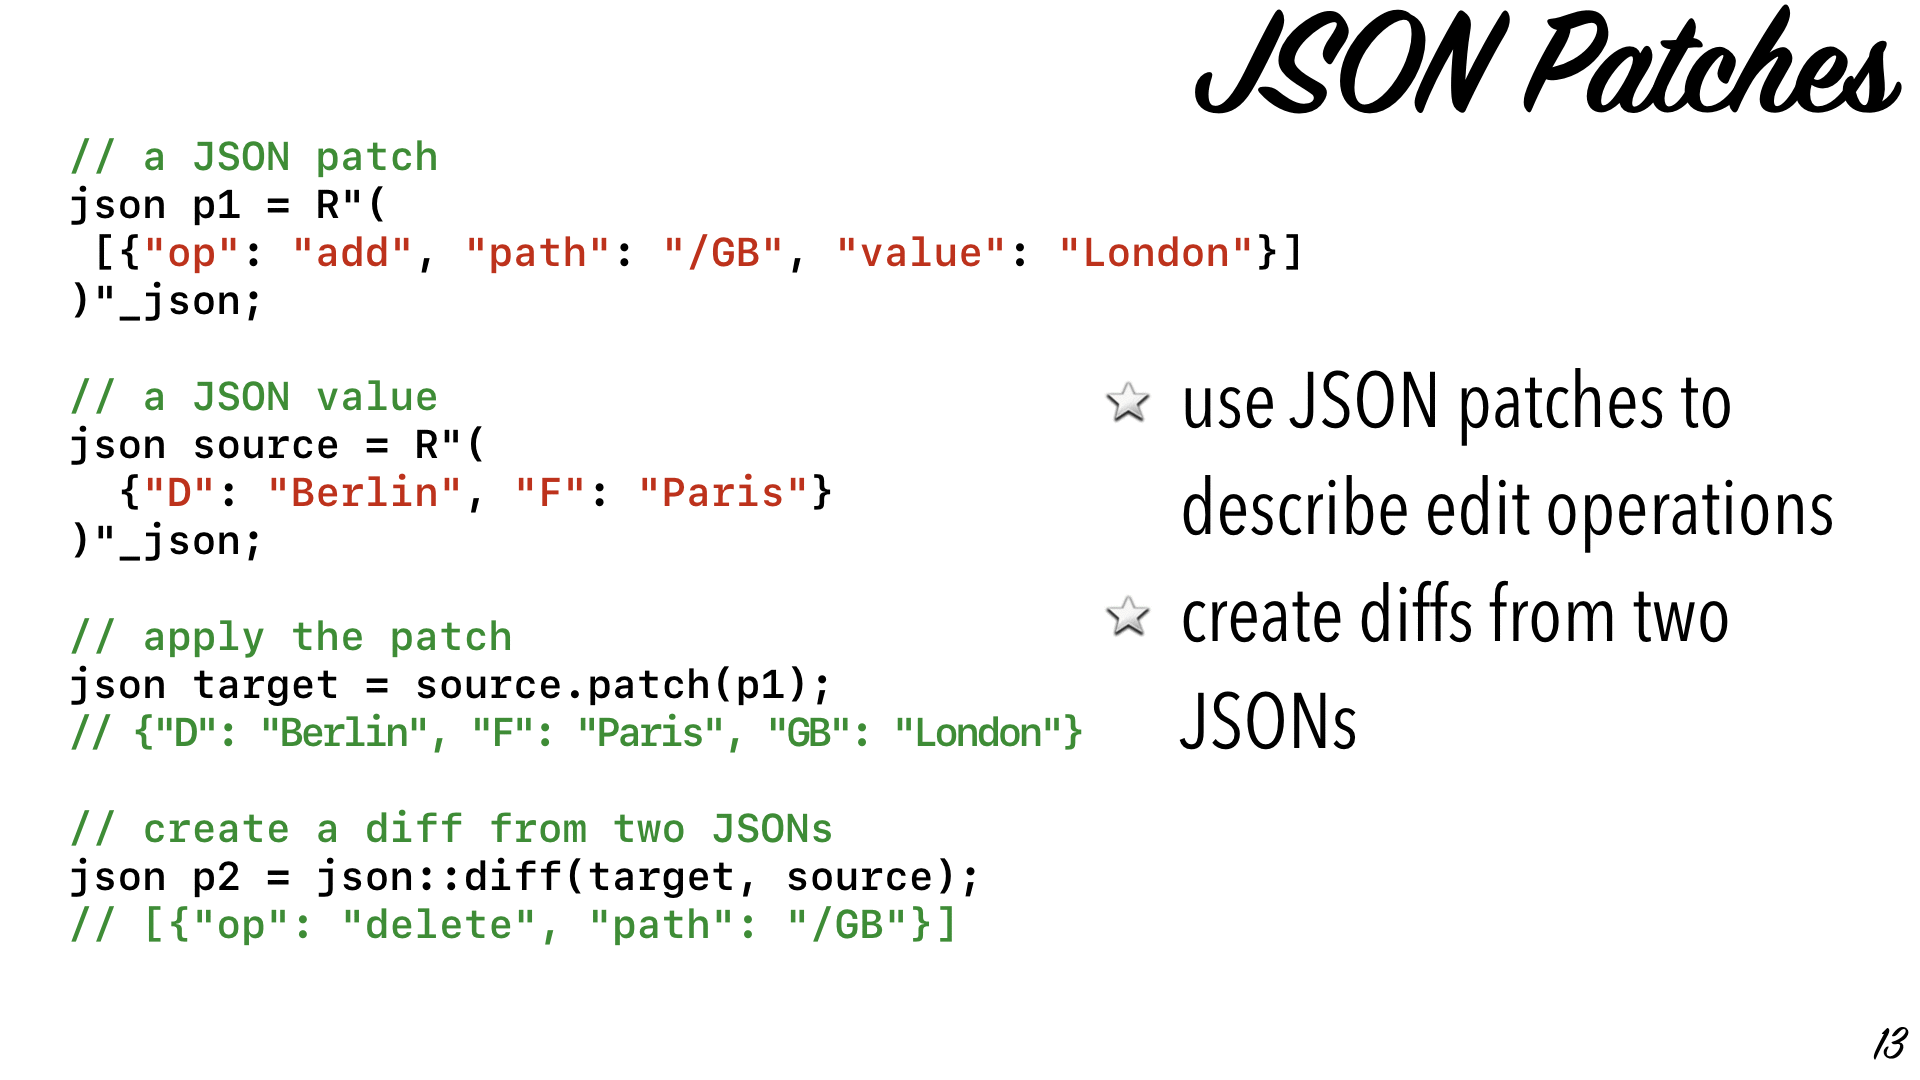 JSON Patches
// a JSON patch
json p1 = R"(
 [{"op": "add", "path": "/GB", "value": "London"}]
)"_json;
// a JSON value
json source = R"(
  {"D": "Berlin", "F": "Paris"}
)"_json;
// apply the patch
json target = source.patch(p1);
// {"D": "Berlin", "F": "Paris", "GB": "London"}
// create a diff from two JSONs
json p2 = json::diff(target, source);
// [{"op": "delete", "path": "/GB"}]
use JSON patches to
describe edit operations
create diffs from two
JSONs
13